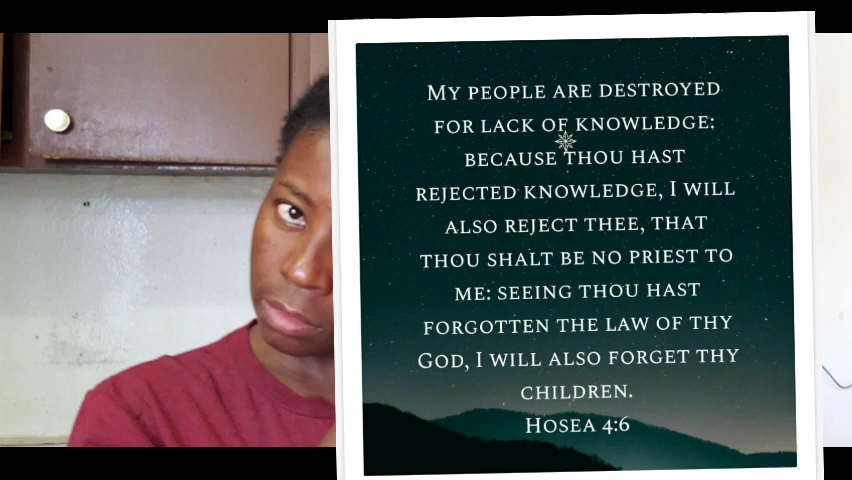 My people are destroyed
for lack of knowledge:
because thou hast
rejected knowledge, I will
also reject thee, that
thou shalt be no priest to
me: seeing thou hast
forgotten the law of thy
God, I will also forget thy
children.
Hosea 4:6